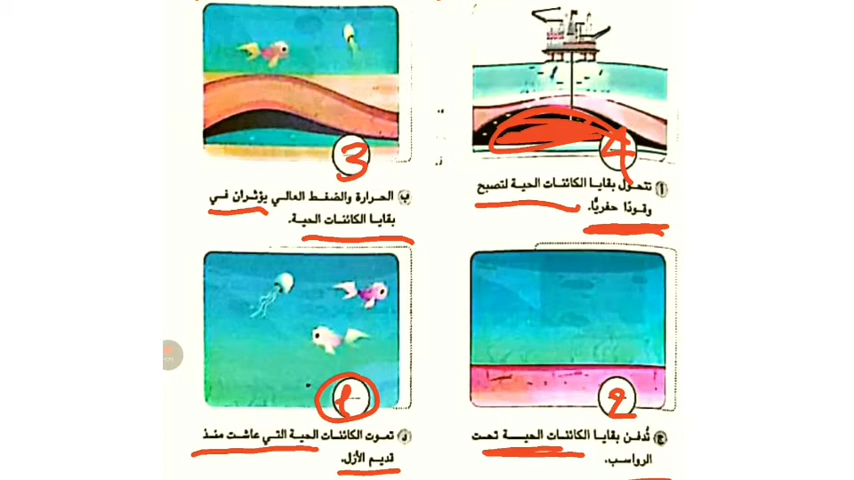 4
أ تتحول بقايا الكائنات الحية لتصبح
وقودًا حفريًّا.
3
ب الحرارة والضغط العالي يؤثران في
بقايا الكائنات الحية.
2
ج تُدفن بقايا الكائنات الحية تحت
الرواسب.
1
د تموت الكائنات الحية التي عاشت منذ
قديم الأزل.